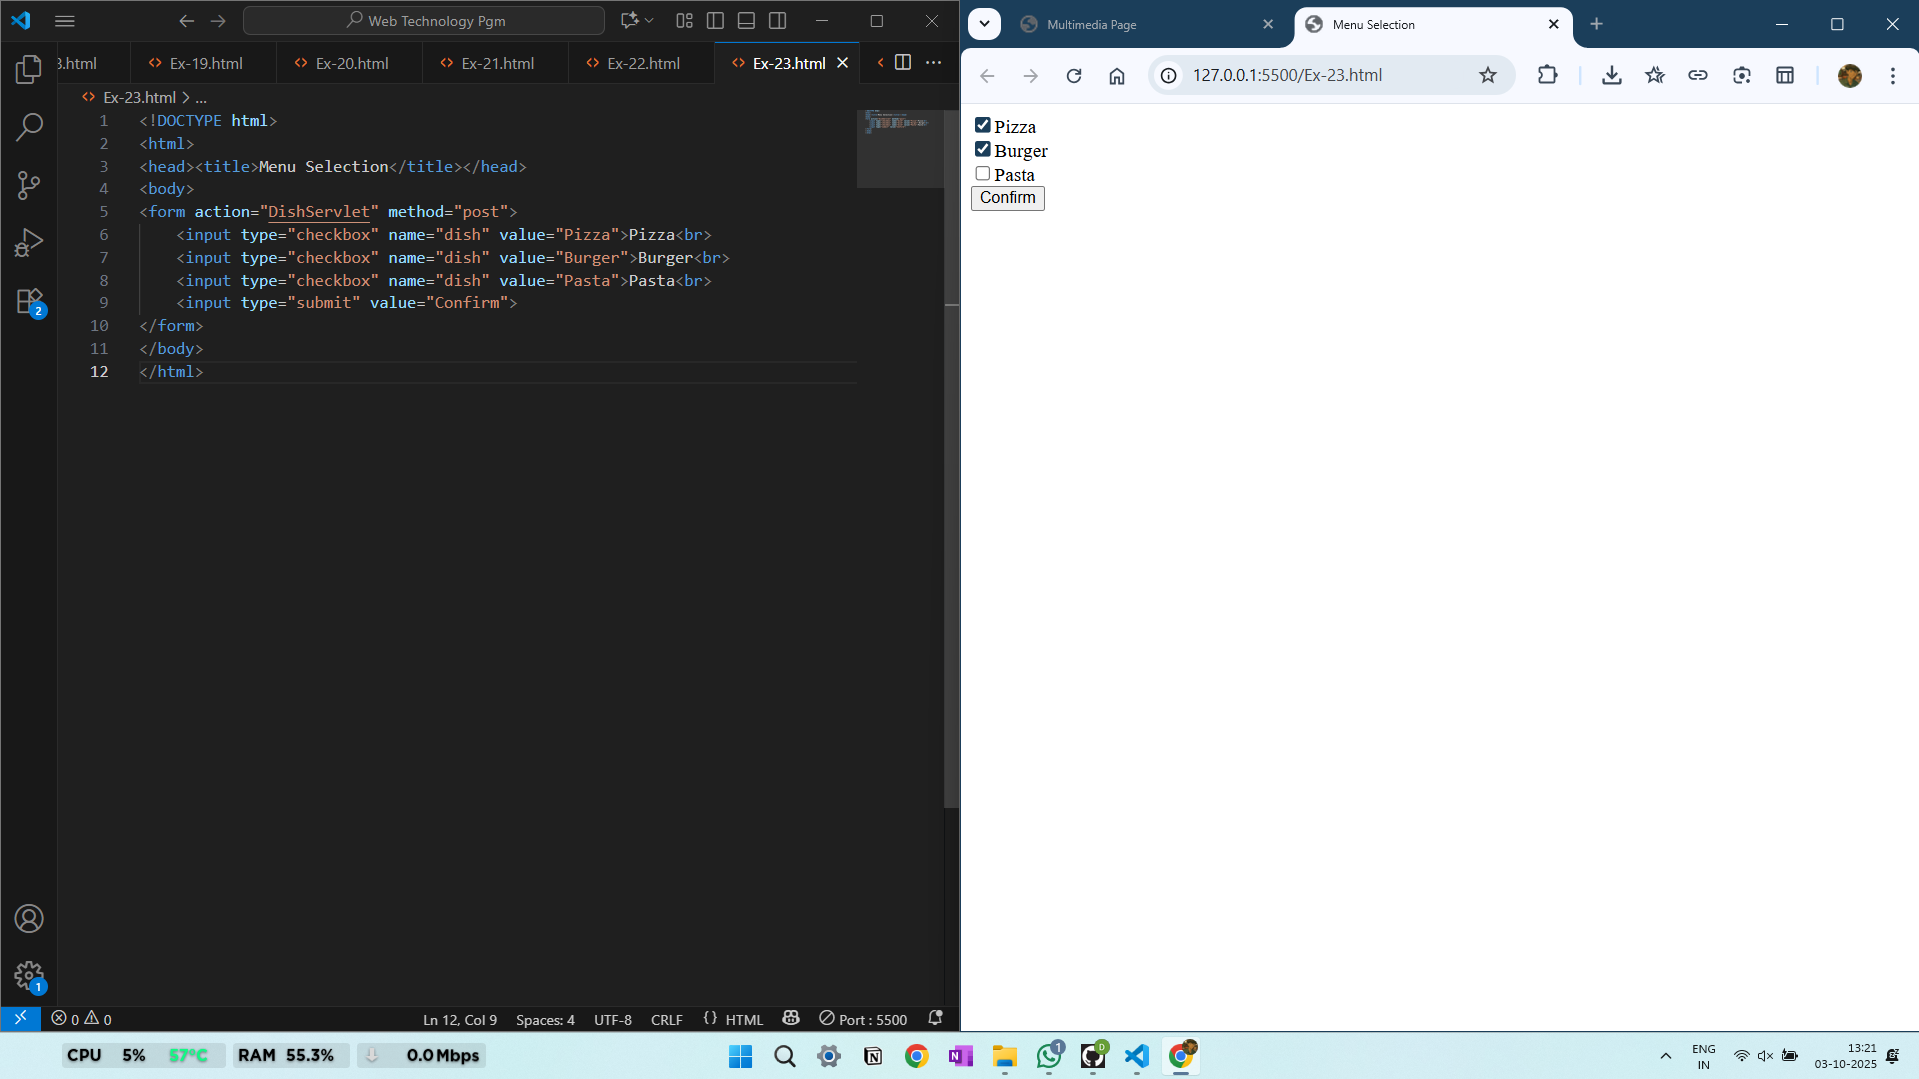 Web Technology Pgm
3.html
Ex-19.html
Ex-20.html
Ex-21.html
Ex-22.html
Ex-23.html
Ex-23.html > ...
1 <!DOCTYPE html>
2 <html>
3 <head><title>Menu Selection</title></head>
4 <body>
5 <form action="DishServlet" method="post">
6 <input type="checkbox" name="dish" value="Pizza">Pizza<br>
7 <input type="checkbox" name="dish" value="Burger">Burger<br>
8 <input type="checkbox" name="dish" value="Pasta">Pasta<br>
9 <input type="submit" value="Confirm">
10 </form>
11 </body>
12 </html>
2
1
0 0
Ln 12, Col 9
Spaces: 4
UTF-8
CRLF
{} HTML
Port : 5500
Multimedia Page
Menu Selection
127.0.0.1:5500/Ex-23.html
Pizza
Burger
Pasta
Confirm
CPU 5% 57°C
RAM 55.3%
0.0 Mbps
N
N
1
D
ENG
IN
13:21
03-10-2025